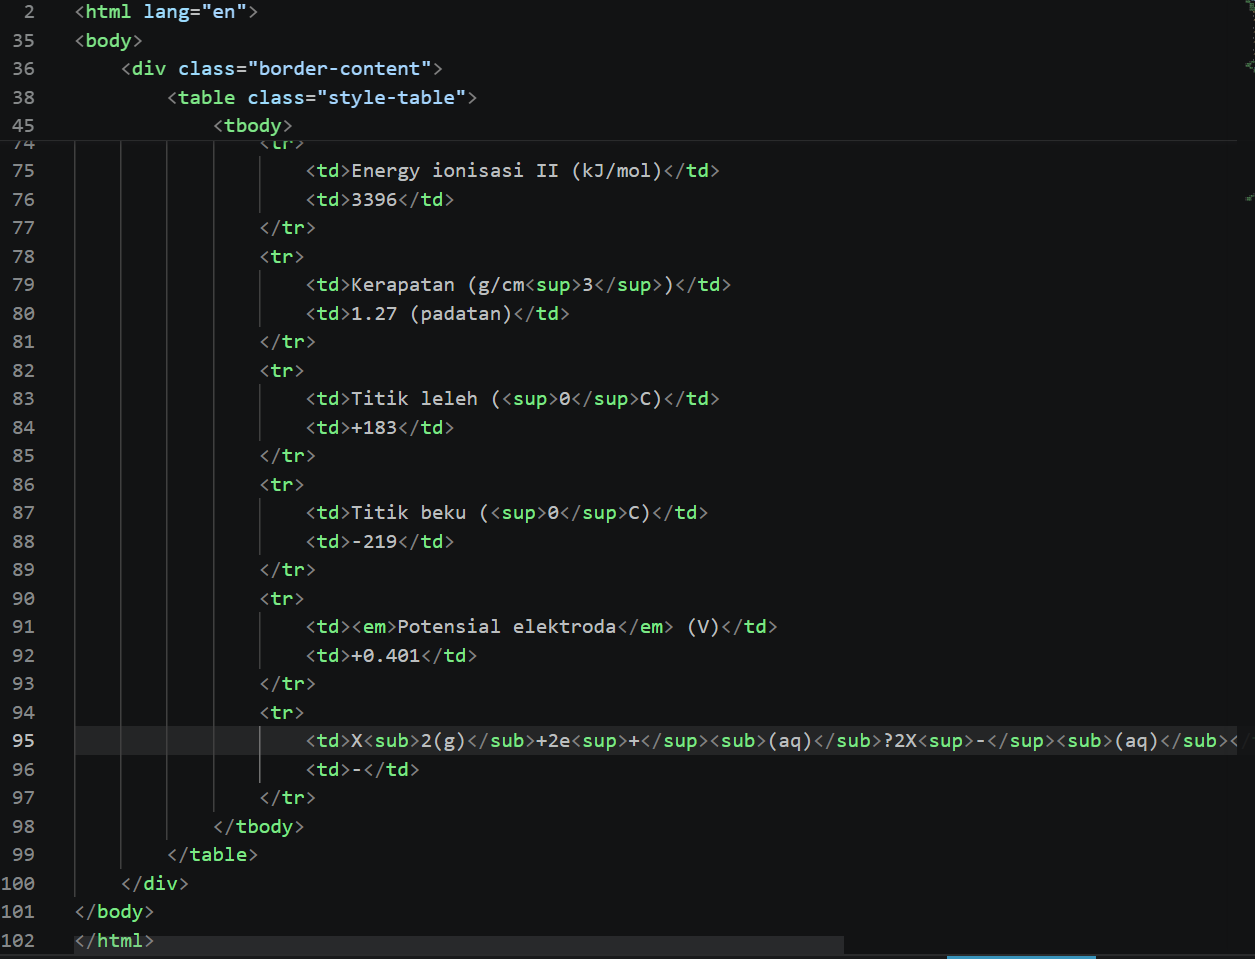 2 <html lang="en">
35 <body>
36 <div class="border-content">
38 <table class="style-table">
45 <tbody>
74 <tr>
75 <td>Energy ionisasi II (kJ/mol)</td>
76 <td>3396</td>
77 </tr>
78 <tr>
79 <td>Kerapatan (g/cm<sup>3</sup>)</td>
80 <td>1.27 (padatan)</td>
81 </tr>
82 <tr>
83 <td>Titik leleh (<sup>0</sup>C)</td>
84 <td>+183</td>
85 </tr>
86 <tr>
87 <td>Titik beku (<sup>0</sup>C)</td>
88 <td>-219</td>
89 </tr>
90 <tr>
91 <td><em>Potensial elektroda</em> (V)</td>
92 <td>+0.401</td>
93 </tr>
94 <tr>
95 <td>X<sub>2(g)</sub>+2e<sup>+</sup><sub>(aq)</sub>?2X<sup>-</sup><sub>(aq)</sub><
96 <td>-</td>
97 </tr>
98 </tbody>
99 </table>
100 </div>
101 </body>
102 </html>